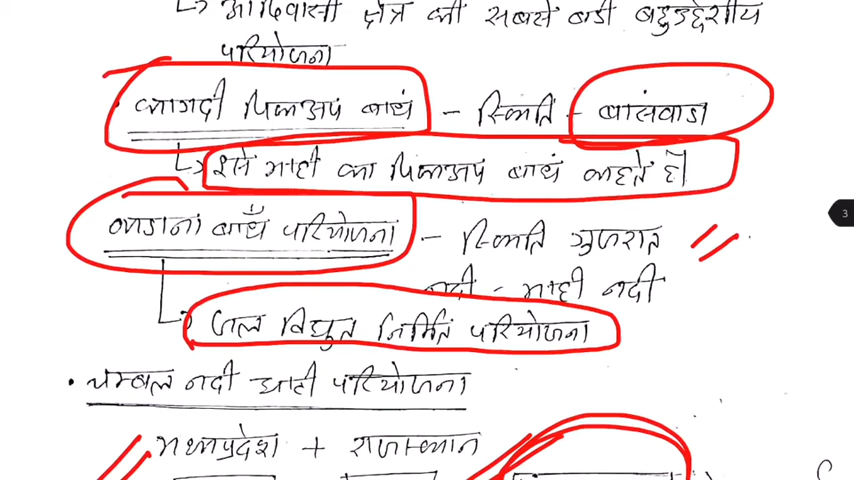 ↳ आदिवासी क्षेत्र की सबसे बडी बहुउद्देशीय
परियोजना
• कागदी पिकअप बाधं - स्थिति - बासंवाडा
↳ इसे माही का पिकअप बाधं कहते है।
कडाना बाधँ परियोजना - स्थिति गुजरात
नदी - माही नदी
↳ जल विद्युत निर्मित परियोजना
• चम्बल नदी घाटी परियोजना
मध्यप्रदेश + राजस्थान
3